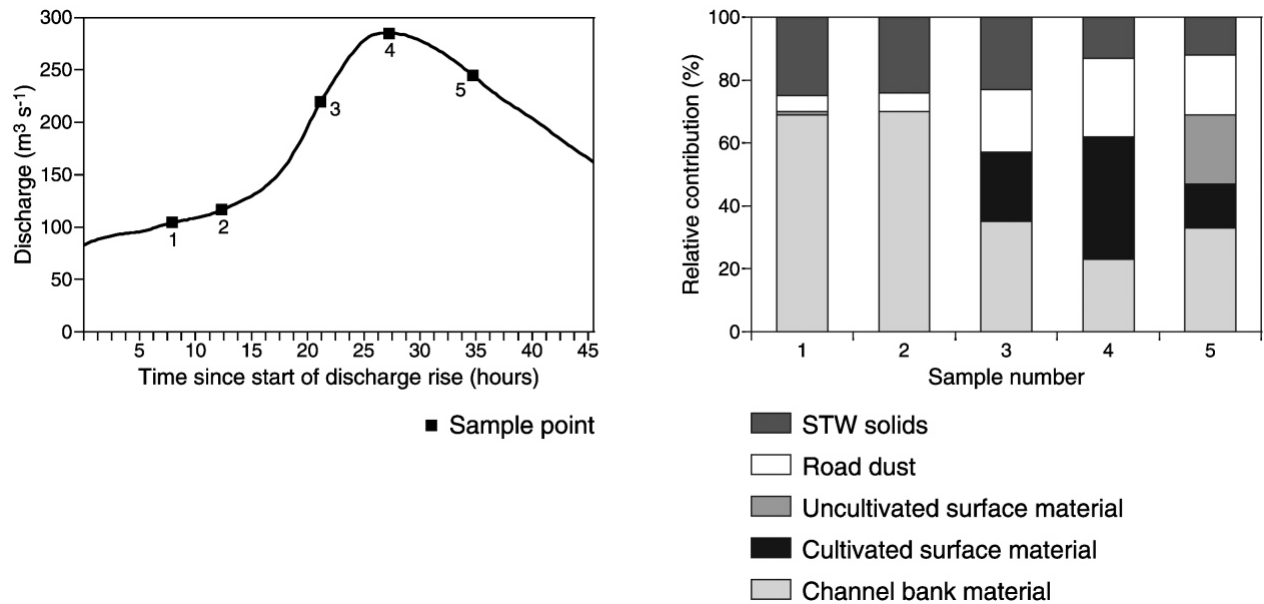 300
250
200
150
100
50
0
Discharge (m³ s⁻¹)
1
2
3
4
5
5 10 15 20 25 30 35 40 45
Time since start of discharge rise (hours)
■ Sample point
100
80
60
40
20
0
Relative contribution (%)
1 2 3 4 5
Sample number
STW solids
Road dust
Uncultivated surface material
Cultivated surface material
Channel bank material